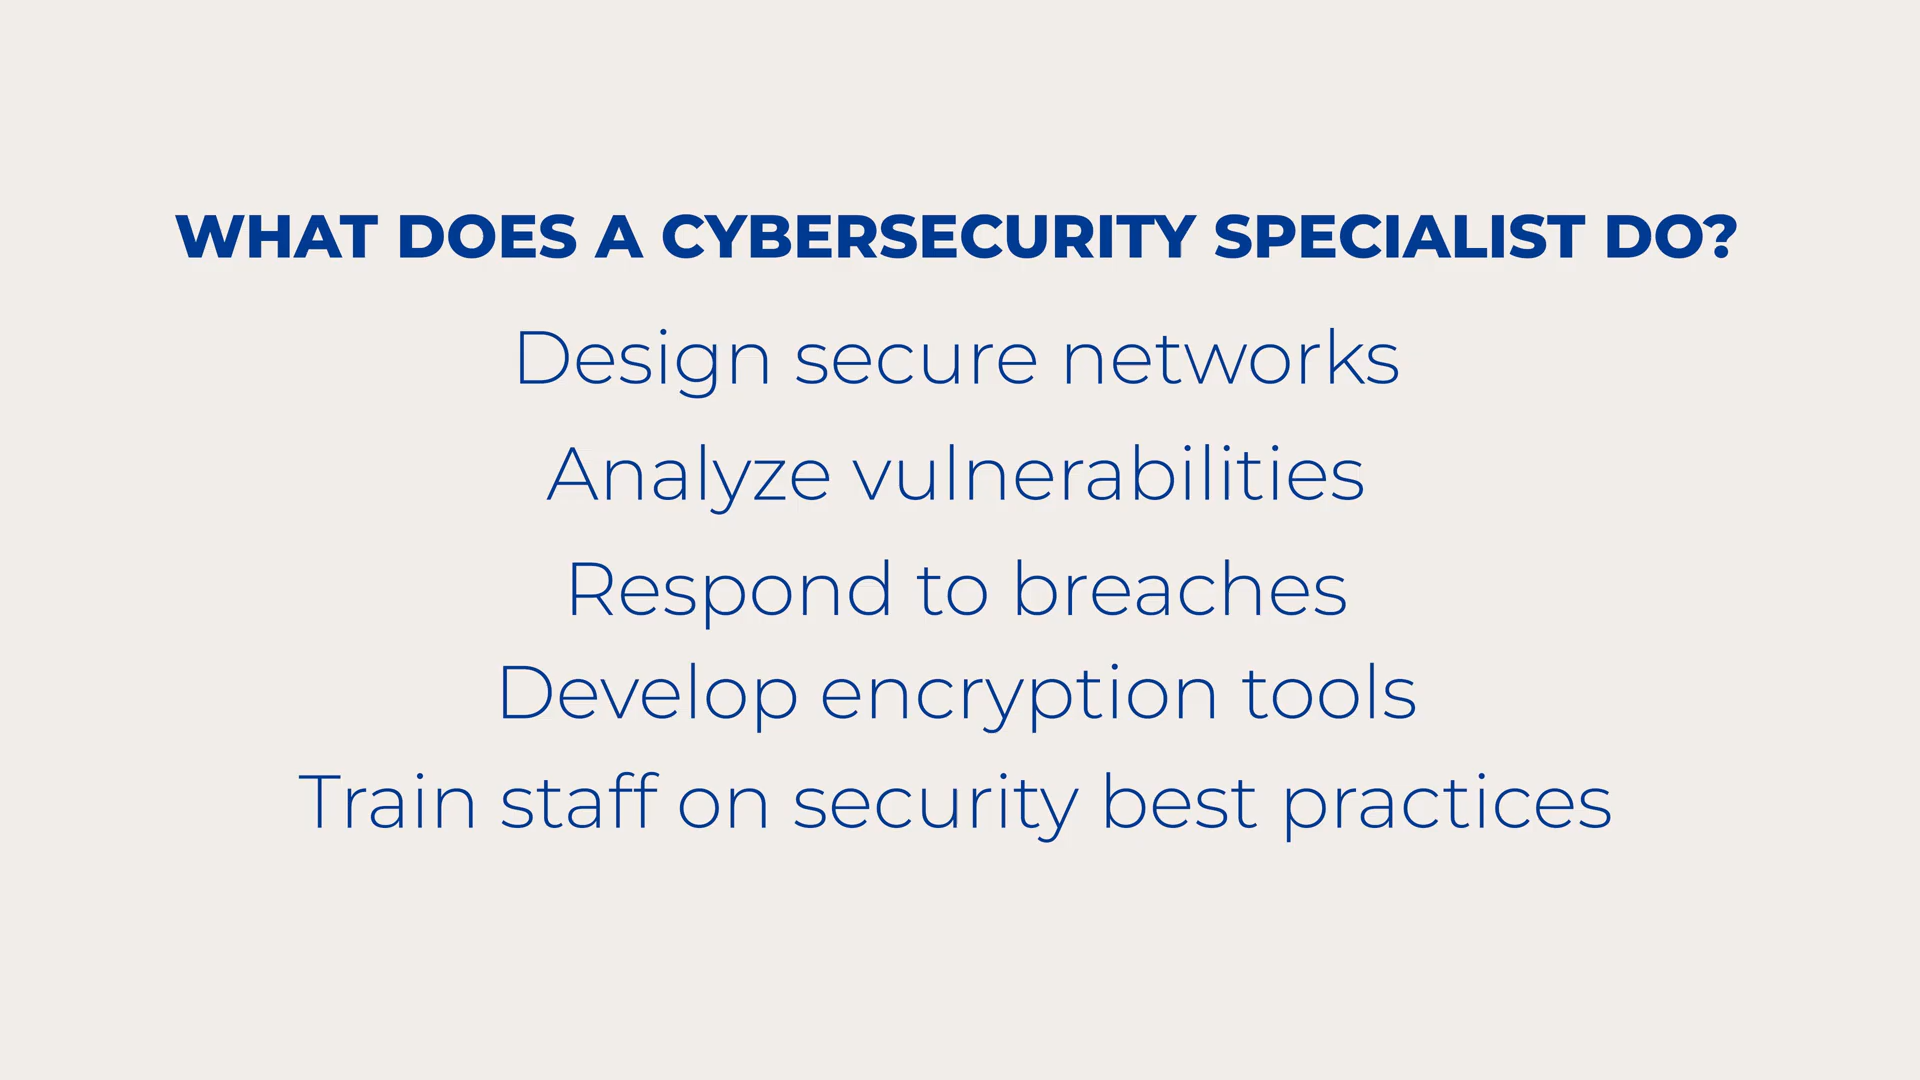 WHAT DOES A CYBERSECURITY SPECIALIST DO?
Design secure networks
Analyze vulnerabilities
Respond to breaches
Develop encryption tools
Train staff on security best practices